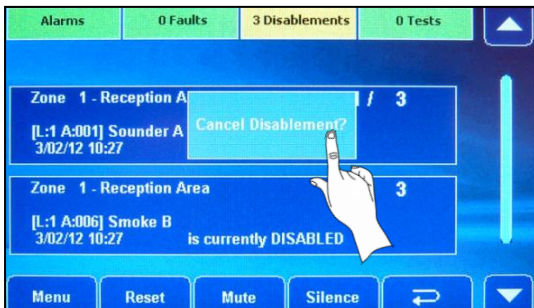 Alarms
0 Faults
3 Disablements
0 Tests
Zone 1 - Reception A
/ 3
[L:1 A:001] Sounder A
3/02/12 10:27
Cancel Disablement?
Zone 1 - Reception Area
3
[L:1 A:006] Smoke B
3/02/12 10:27 is currently DISABLED
Menu
Reset
Mute
Silence